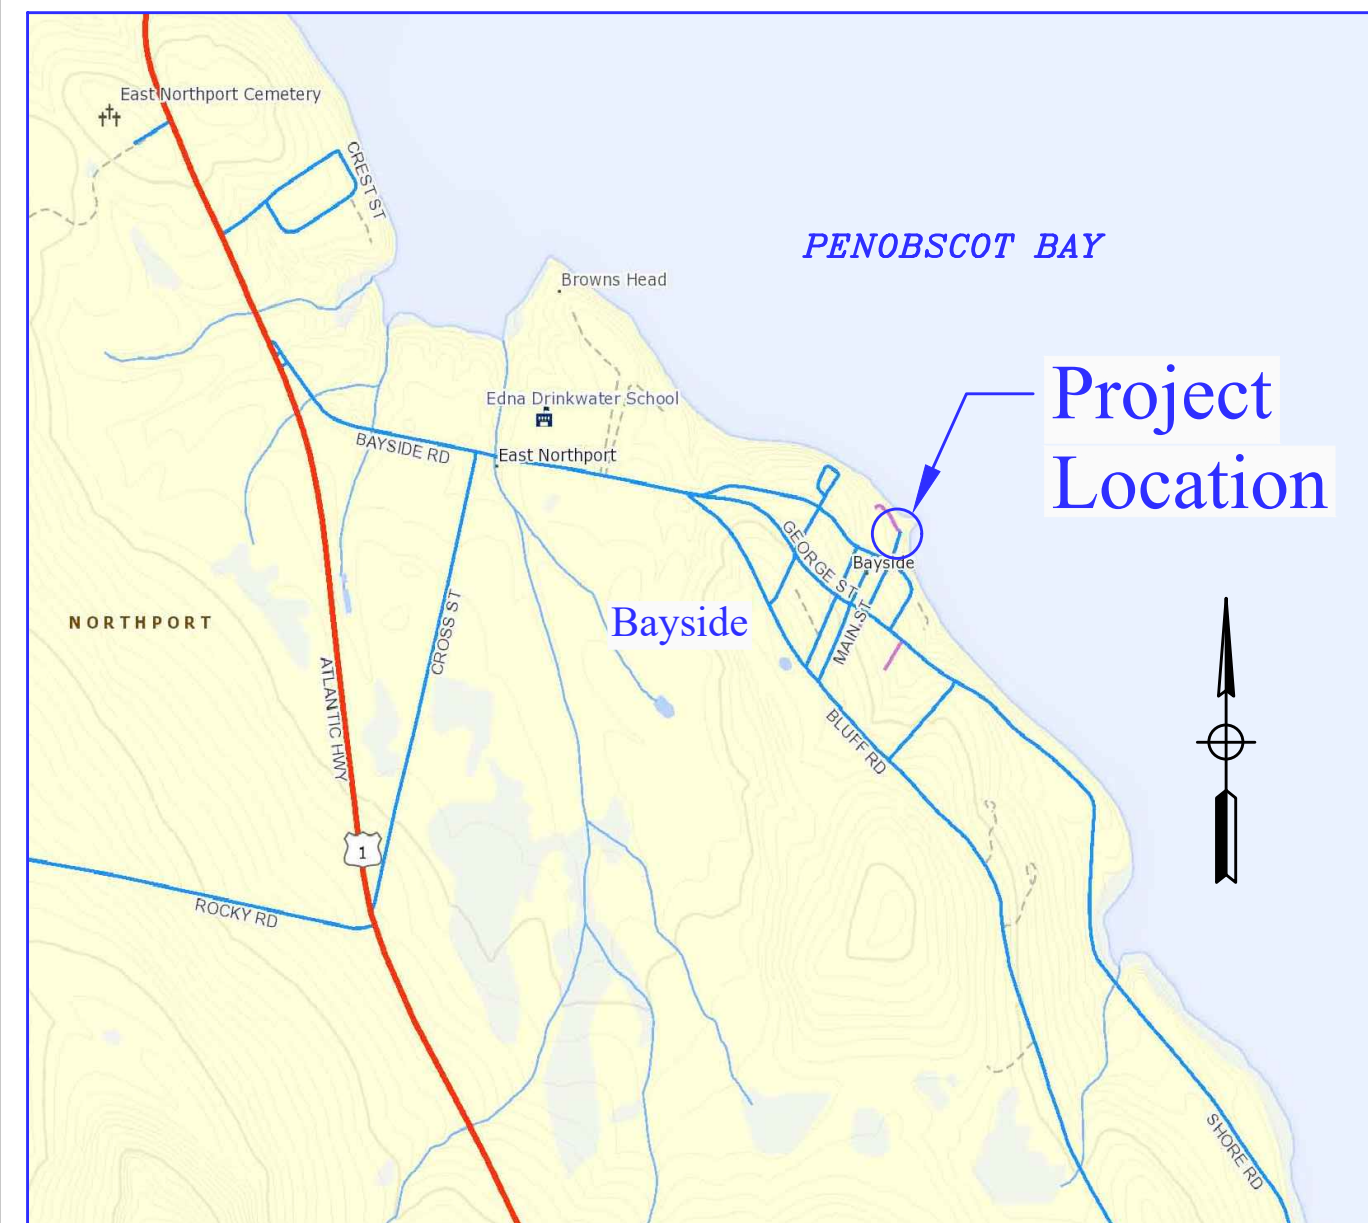 East Northport Cemetery
CREST ST
PENOBSCOT BAY
Browns Head
Project
Location
Edna Drinkwater School
BAYSIDE RD
East Northport
GEORGE ST
Bayside
NORTHPORT
Bayside
CROSS ST
MAIN ST
ATLANTIC HWY
BLUFF RD
1
ROCKY RD
SHORE RD